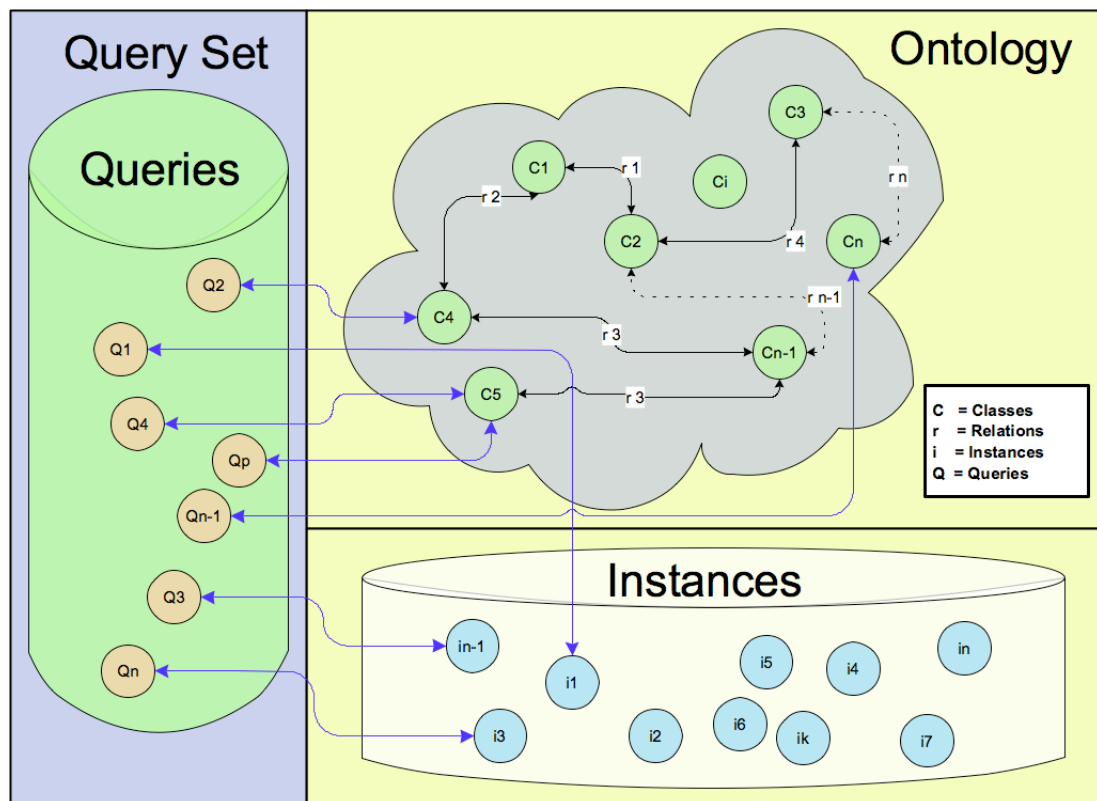 Query Set
Queries
Q2
Q1
Q4
Qp
Qn-1
Q3
Qn
Ontology
C3
C1
r 1
Ci
r n
r 2
C2
r 4
Cn
r n-1
C4
r 3
Cn-1
C5
r 3
C = Classes
r = Relations
i = Instances
Q = Queries
Instances
in-1
i1
i5
i4
in
i3
i2
i6
ik
i7